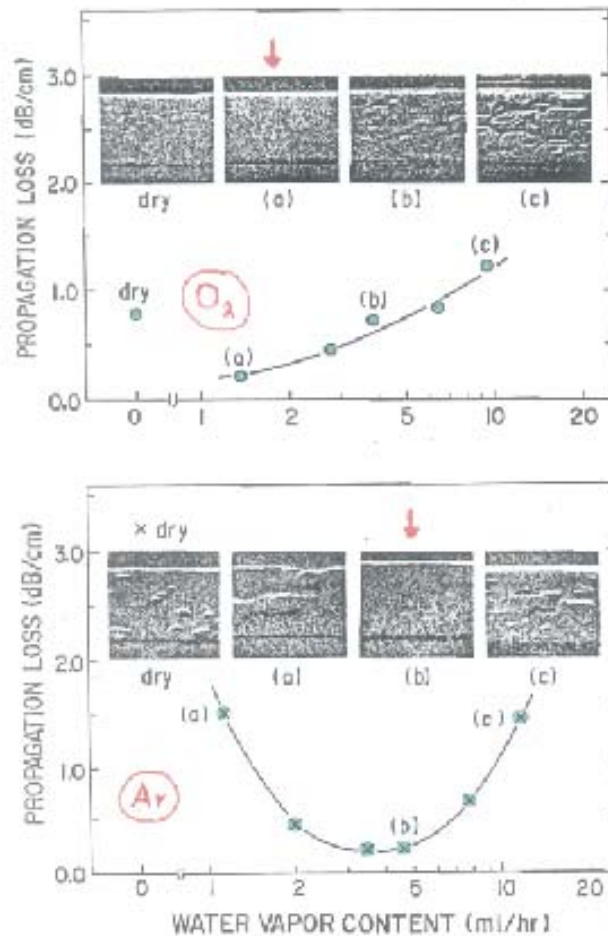 PROPAGATION LOSS (dB/cm)
3.0
2.0
1.0
0.0
dry
(a)
[b]
(c)
dry
O2
(a)
(b)
(c)
0
1
2
5
10
20
PROPAGATION LOSS (dB/cm)
3.0
2.0
1.0
0.0
× dry
dry
(a)
(b)
(c)
(a)
(b)
(c)
Ar
0
1
2
5
10
20
WATER VAPOR CONTENT (ml/hr)